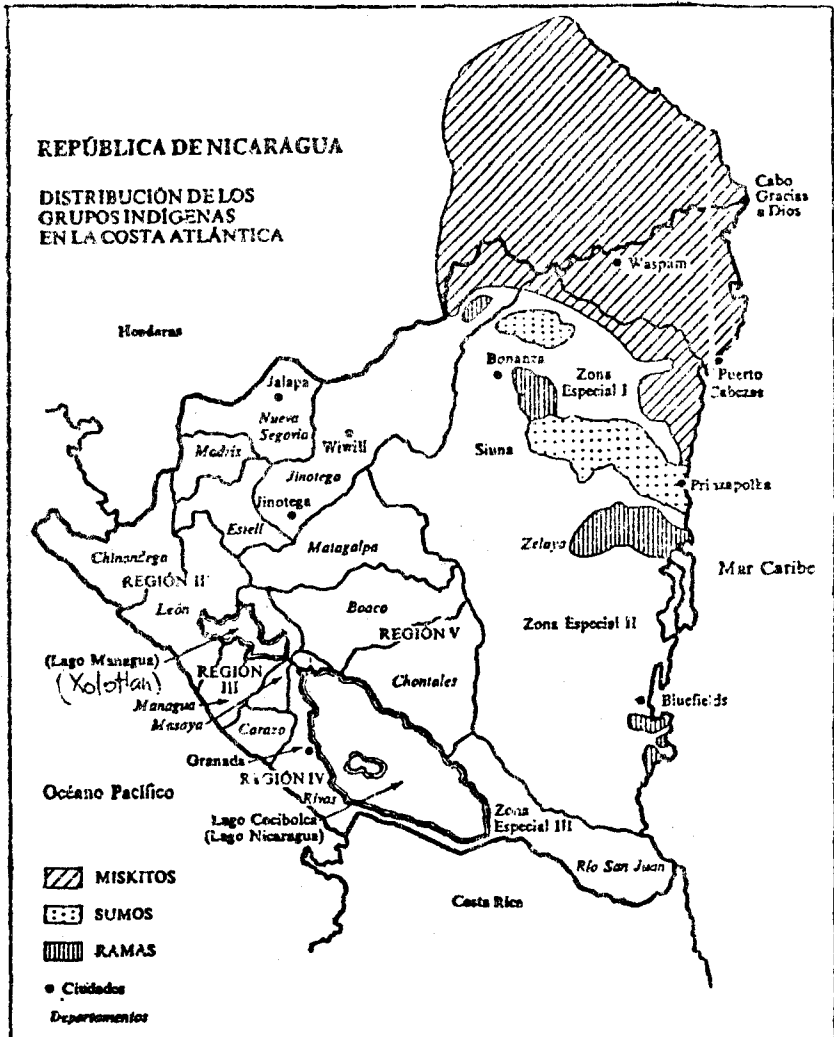 REPÚBLICA DE NICARAGUA
DISTRIBUCIÓN DE LOS
GRUPOS INDÍGENAS
EN LA COSTA ATLÁNTICA
Cabo
Gracias
a Dios
Waspam
Honduras
Bonanza
Zona
Especial I
Puerto
Cabezas
Jalapa
Nueva
Segovia
Wiwilí
Madriz
Siuna
Jinotega
Prinzapolka
Jinotega
Estelí
Matagalpa
Zelaya
Chinandega
REGIÓN II
Mar Caribe
León
Boaco
REGIÓN V
Zona Especial II
(Lago Managua)
(Xolotlan)
REGIÓN
III
Chontales
Managua
Masaya
Bluefields
Carazo
Granada
REGIÓN IV
Océano Pacífico
Rivas
Lago Cocibolca
(Lago Nicaragua)
Zona
Especial III
Río San Juan
MISKITOS
Costa Rica
SUMOS
RAMAS
Ciudades
Departamentos